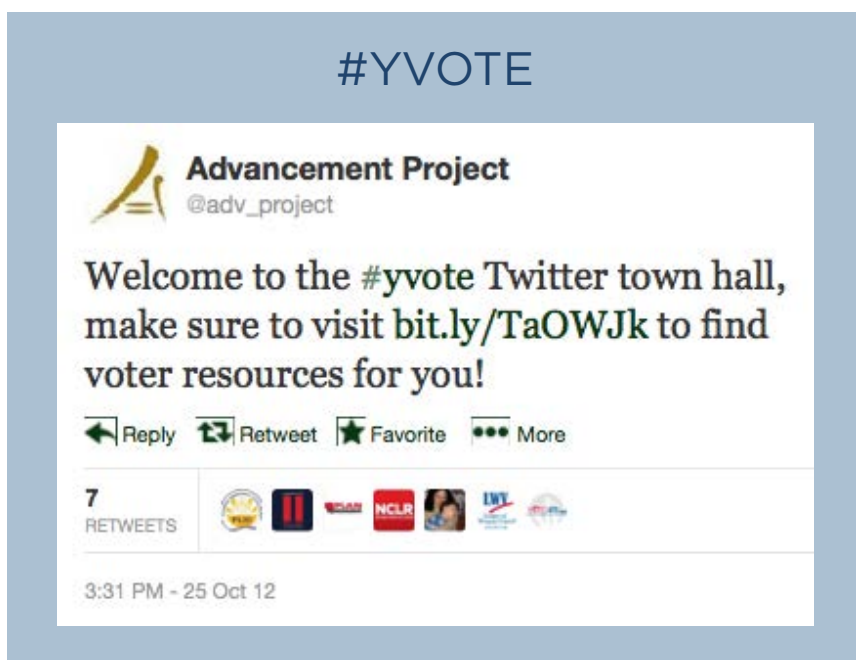 #YVOTE
Advancement Project
@adv_project
Welcome to the #yvote Twitter town hall,
make sure to visit bit.ly/TaOWJk to find
voter resources for you!
Reply Retweet Favorite More
7
RETWEETS
NCLR
LWV
3:31 PM - 25 Oct 12